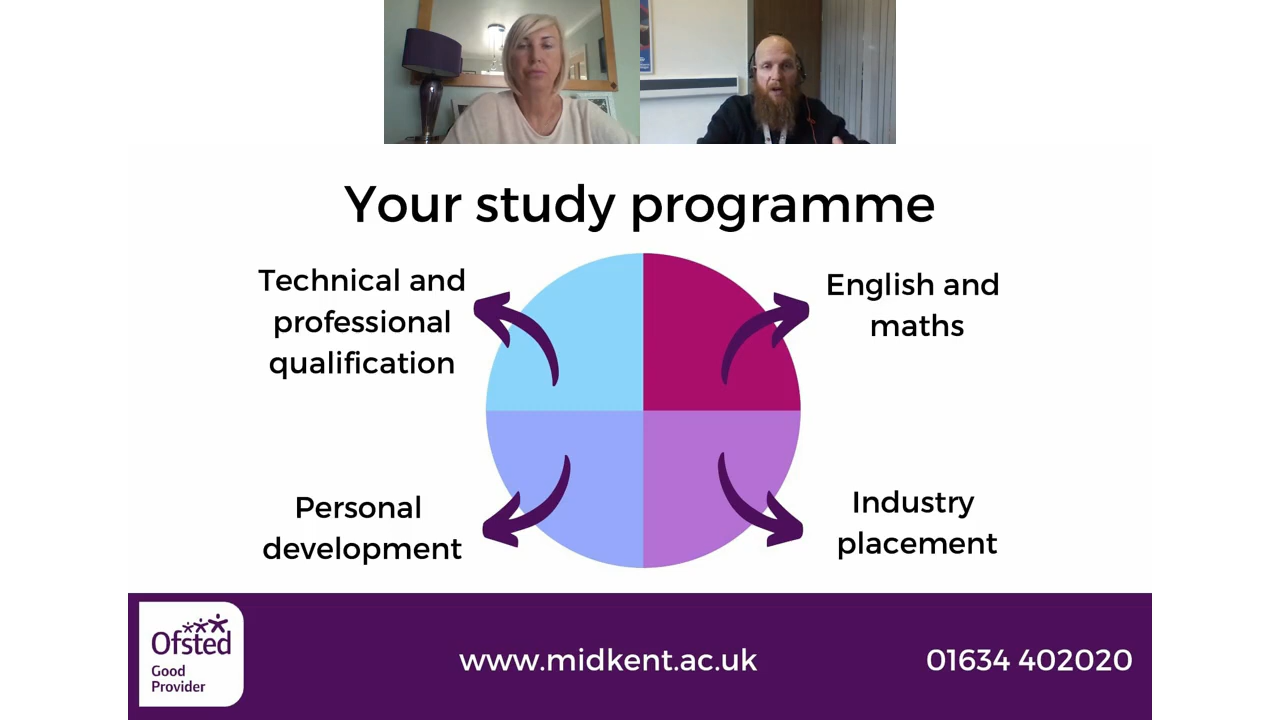 Your study programme
Technical and
professional
qualification
English and
maths
Personal
development
Industry
placement
Ofsted
Good
Provider
www.midkent.ac.uk
01634 402020